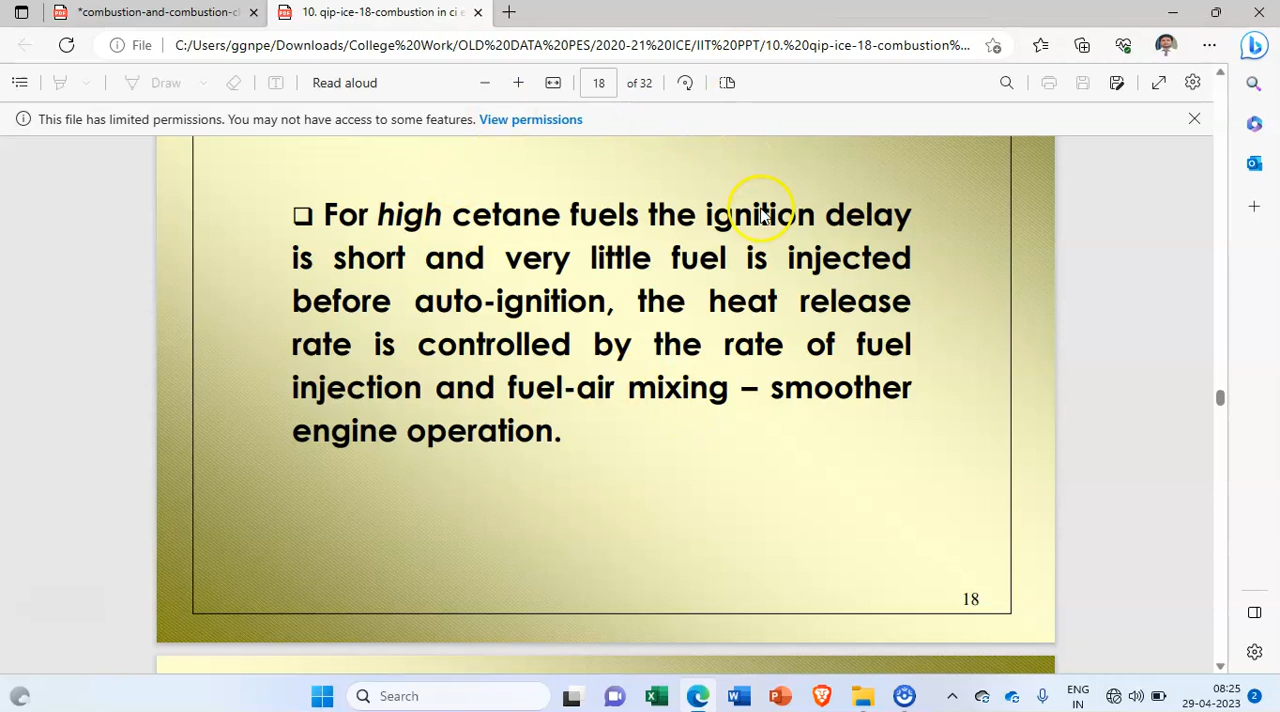 *combustion-and-combustion-cl
10. qip-ice-18-combustion in ci e
File
C:/Users/ggnpe/Downloads/College%20Work/OLD%20DATA%20PES/2020-21%20ICE/IIT%20PPT/10.%20qip-ice-18-combustion%...
Draw
Read aloud
18
of 32
This file has limited permissions. You may not have access to some features. View permissions
For high cetane fuels the ignition delay
is short and very little fuel is injected
before auto-ignition, the heat release
rate is controlled by the rate of fuel
injection and fuel-air mixing – smoother
engine operation.
18
Search
ENG
IN
08:25
29-04-2023
2